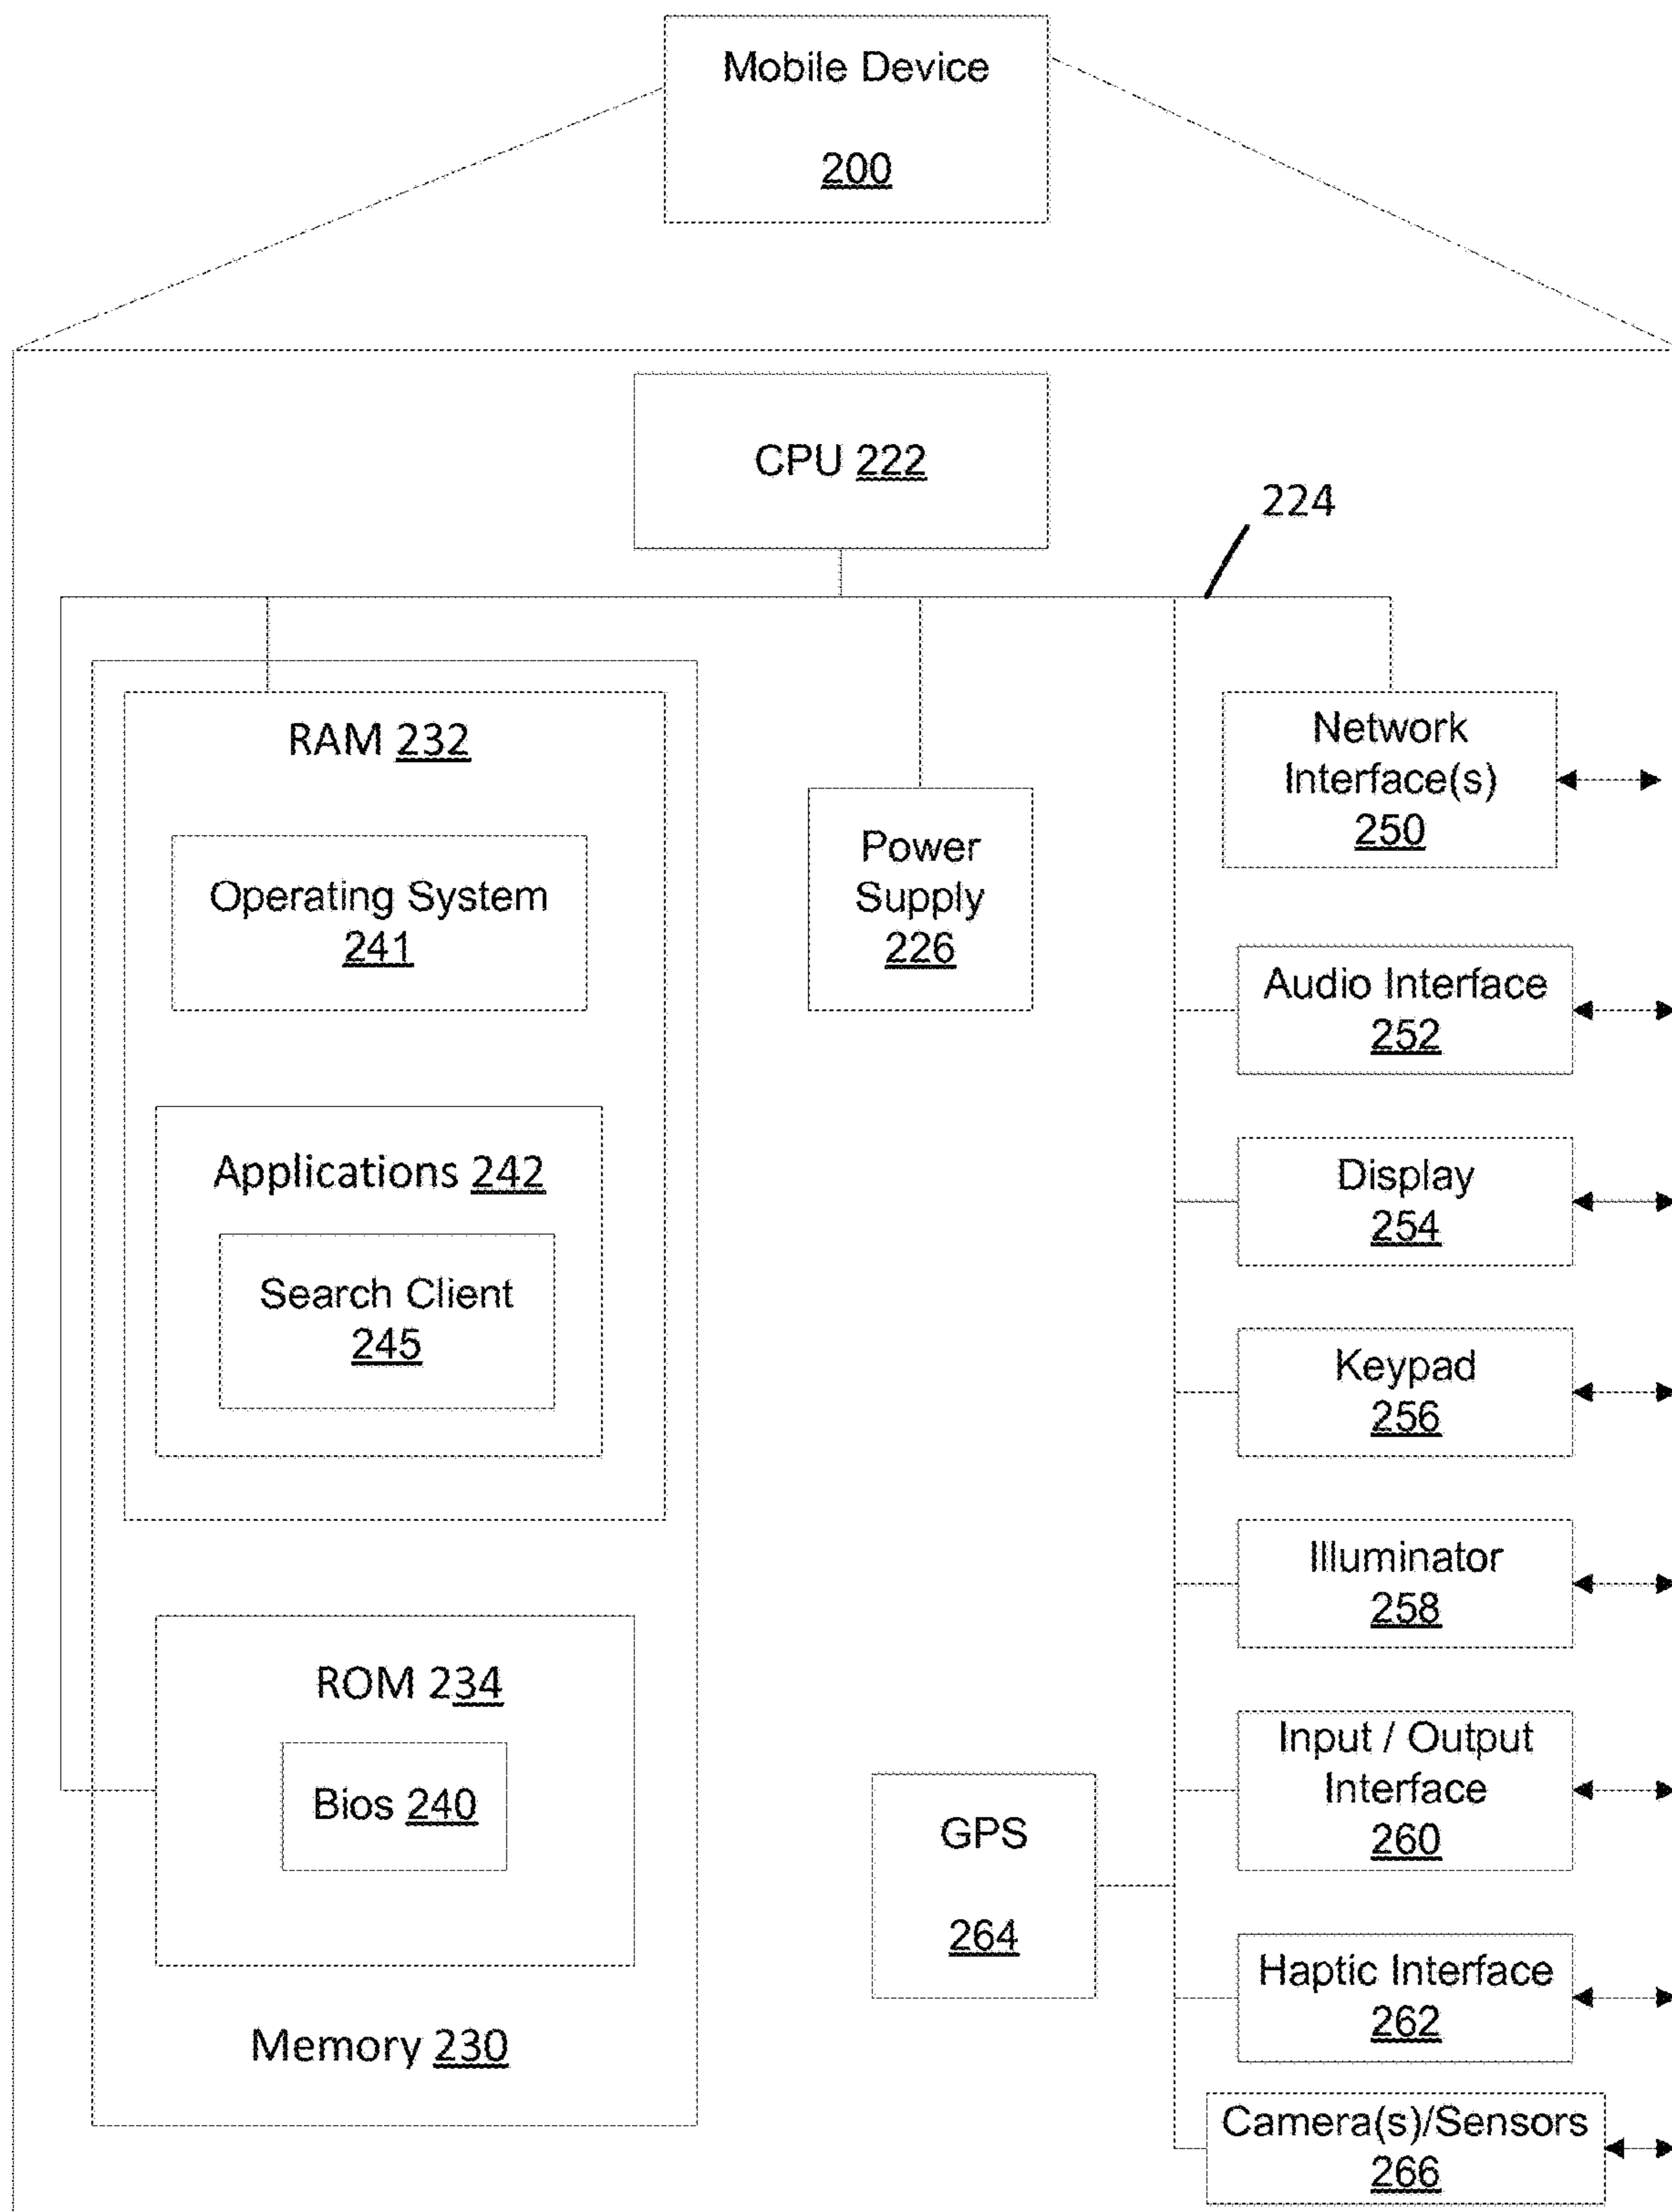 Mobile Device
200
CPU 222
224
RAM 232
Operating System
241
Applications 242
Search Client
245
ROM 234
Bios 240
Memory 230
Power
Supply
226
GPS
264
Network
Interface(s)
250
Audio Interface
252
Display
254
Keypad
256
Illuminator
258
Input / Output
Interface
260
Haptic Interface
262
Camera(s)/Sensors
266